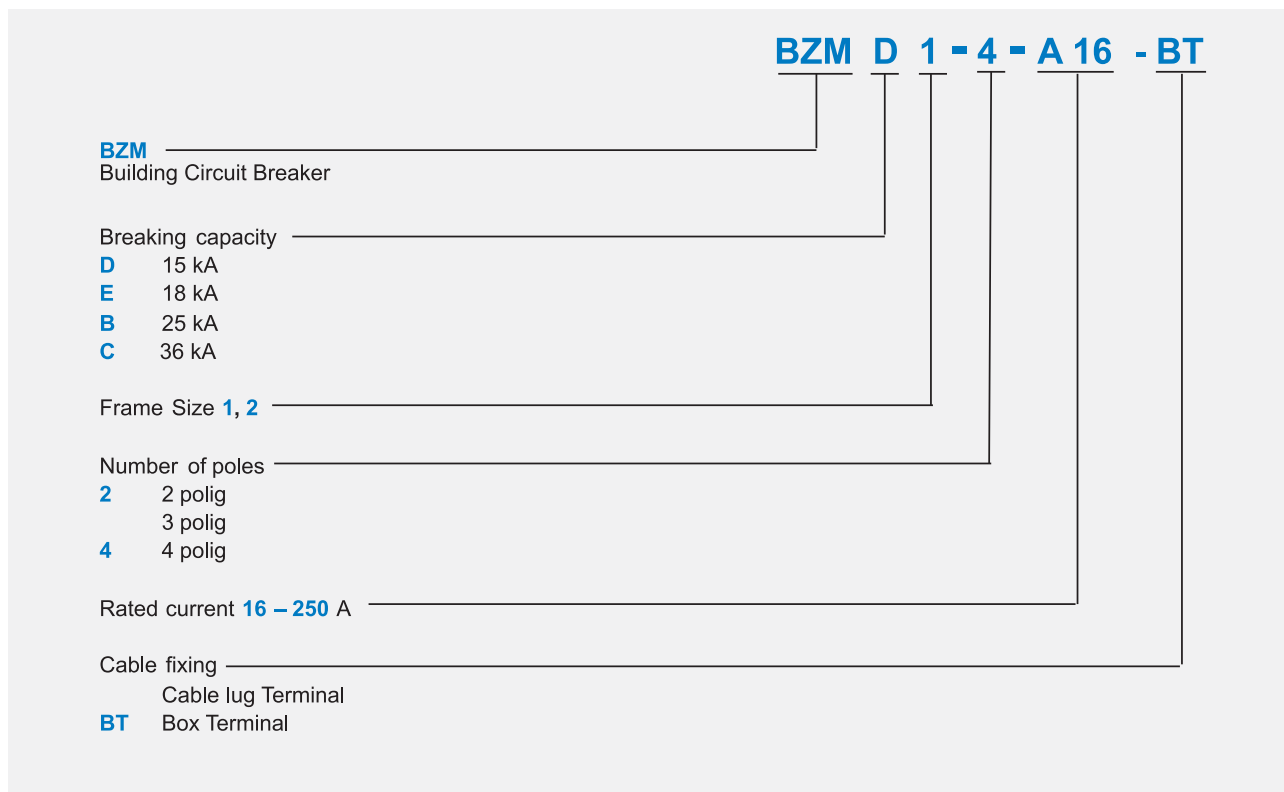 BZM D 1 - 4 - A 16 - BT
BZM
Building Circuit Breaker
Breaking capacity
D 15 kA
E 18 kA
B 25 kA
C 36 kA
Frame Size 1, 2
Number of poles
2 2 polig
3 polig
4 4 polig
Rated current 16 – 250 A
Cable fixing
Cable lug Terminal
BT Box Terminal